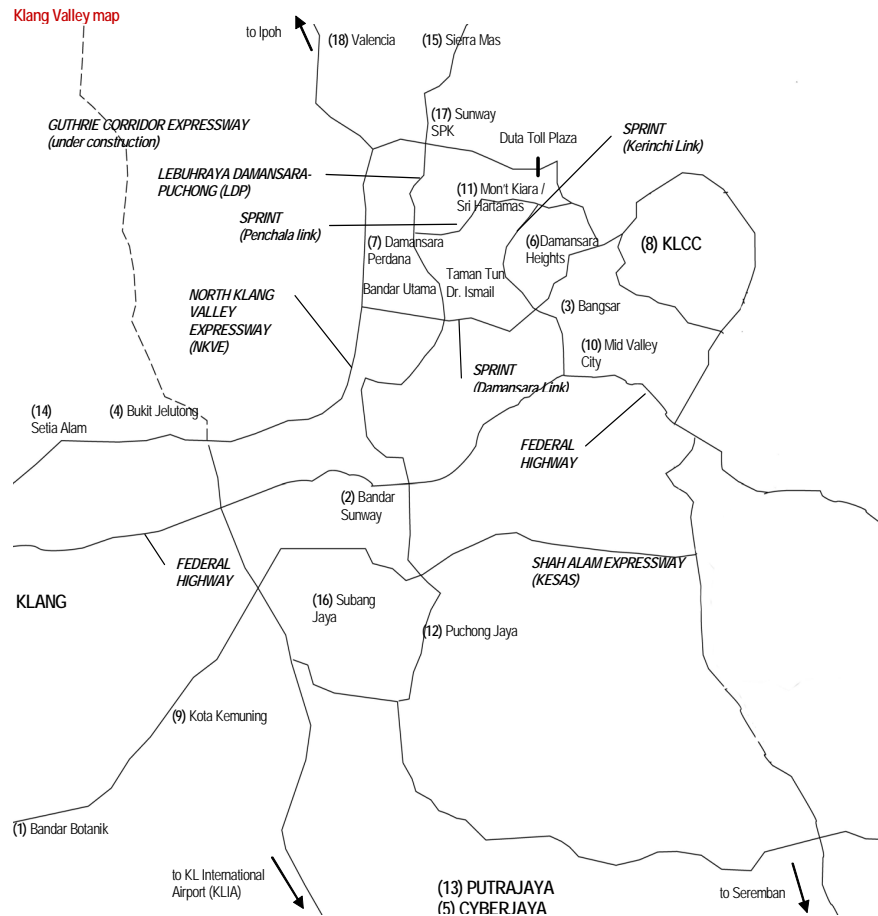 Klang Valley map
to Ipoh
(18) Valencia
(15) Sierra Mas
(17) Sunway
SPK
GUTHRIE CORRIDOR EXPRESSWAY
(under construction)
Duta Toll Plaza
SPRINT
(Kerinchi Link)
LEBUHRAYA DAMANSARA-
PUCHONG (LDP)
(11) Mon't Kiara /
Sri Hartamas
SPRINT
(Penchala link)
(7) Damansara
Perdana
(6)Damansara
Heights
(8) KLCC
Taman Tun
Dr. Ismail
Bandar Utama
NORTH KLANG
VALLEY
EXPRESSWAY
(NKVE)
(3) Bangsar
(10) Mid Valley
City
SPRINT
(Damansara Link)
(14)
Setia Alam
(4) Bukit Jelutong
FEDERAL
HIGHWAY
(2) Bandar
Sunway
FEDERAL
HIGHWAY
SHAH ALAM EXPRESSWAY
(KESAS)
KLANG
(16) Subang
Jaya
(12) Puchong Jaya
(9) Kota Kemuning
(1) Bandar Botanik
to KL International
Airport (KLIA)
(13) PUTRAJAYA
(5) CYBERJAYA
to Seremban